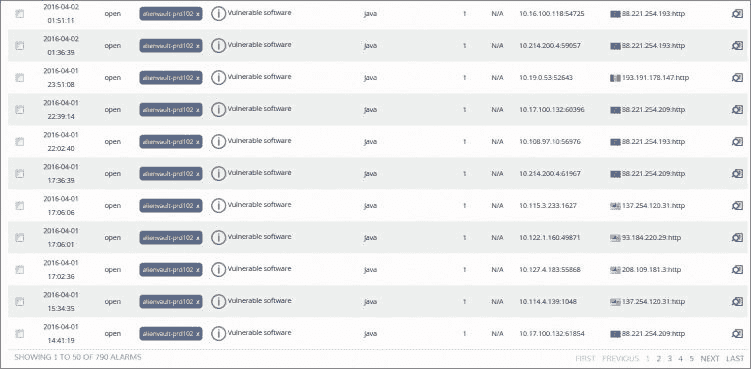 2016-04-02
01:51:11 open alienvault-prd102 x Vulnerable software Java 1 N/A 10.16.100.118:54725 88.221.254.193:http
2016-04-02
01:36:39 open alienvault-prd102 x Vulnerable software Java 1 N/A 10.214.200.4:59057 88.221.254.193:http
2016-04-01
23:51:08 open alienvault-prd102 x Vulnerable software Java 1 N/A 10.19.0.53:52643 193.191.178.147:http
2016-04-01
22:39:14 open alienvault-prd102 x Vulnerable software Java 1 N/A 10.17.100.132:60396 88.221.254.209:http
2016-04-01
22:02:40 open alienvault-prd102 x Vulnerable software Java 1 N/A 10.108.97.10:56976 88.221.254.193:http
2016-04-01
17:36:39 open alienvault-prd102 x Vulnerable software Java 1 N/A 10.214.200.4:61967 88.221.254.209:http
2016-04-01
17:06:06 open alienvault-prd102 x Vulnerable software Java 1 N/A 10.115.3.233:1627 137.254.120.31:http
2016-04-01
17:06:01 open alienvault-prd102 x Vulnerable software Java 1 N/A 10.122.1.160:49871 93.184.220.29:http
2016-04-01
17:02:36 open alienvault-prd102 x Vulnerable software Java 1 N/A 10.127.4.183:55868 208.109.181.3:http
2016-04-01
15:34:35 open alienvault-prd102 x Vulnerable software Java 1 N/A 10.114.4.139:1048 137.254.120.31:http
2016-04-01
14:41:19 open alienvault-prd102 x Vulnerable software Java 1 N/A 10.17.100.132:61854 88.221.254.209:http
SHOWING 1 TO 50 OF 790 ALARMS FIRST PREVIOUS 1 2 3 4 5 NEXT LAST